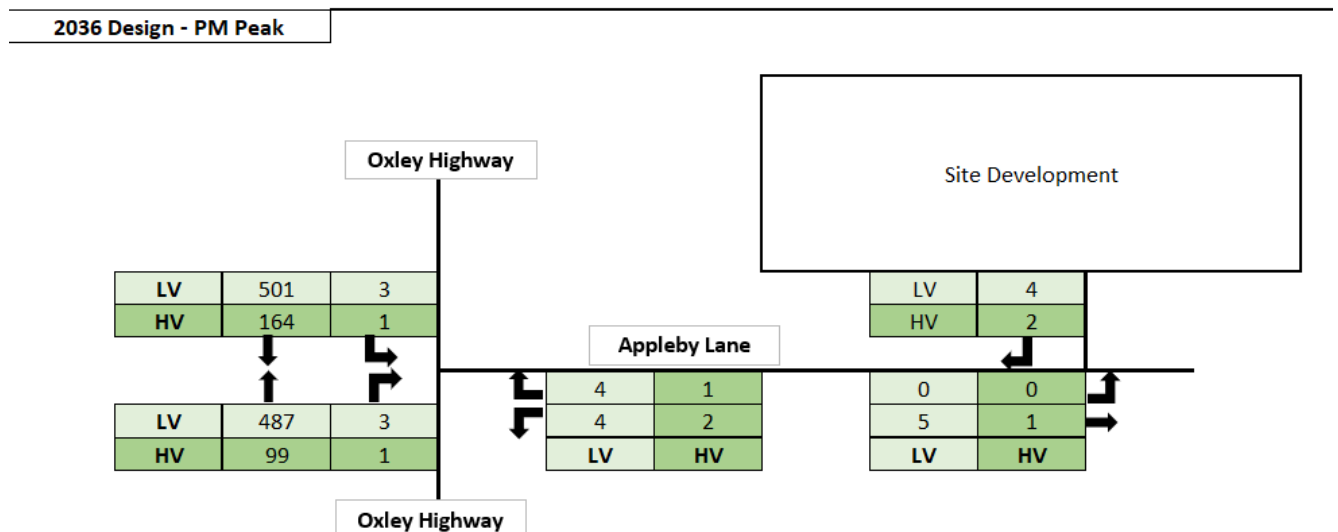 2036 Design - PM Peak
Oxley Highway
Site Development
LV 501 3
HV 164 1
LV 4
HV 2
Appleby Lane
LV 487 3
HV 99 1
4 1
4 2
LV HV
0 0
5 1
LV HV
Oxley Highway